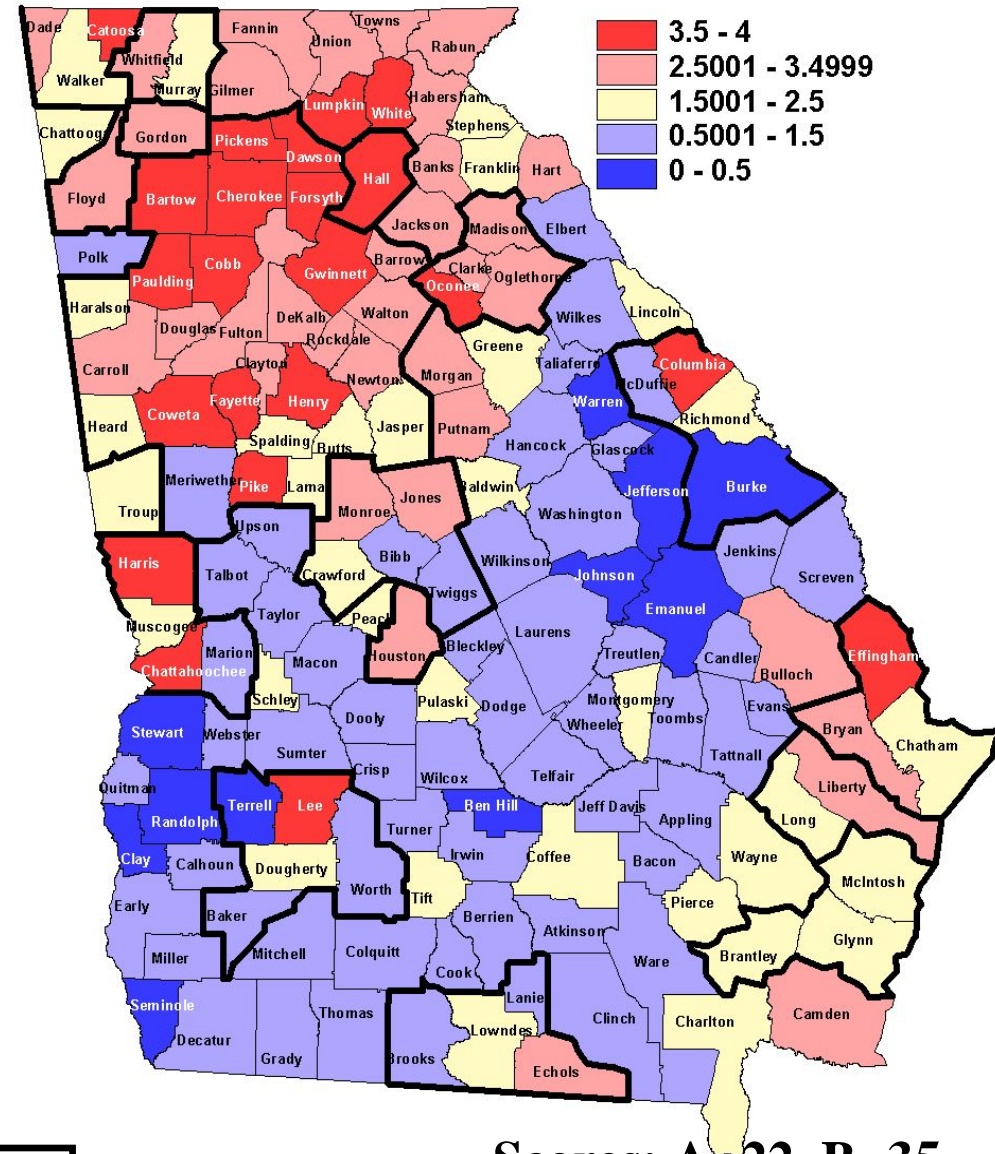 3.5 - 4
2.5001 - 3.4999
1.5001 - 2.5
0.5001 - 1.5
0 - 0.5
Dade
Catoosa
Fannin
Towns
Union
Rabun
Whitfield
Walker
Murray
Gilmer
Lumpkin
White
Habersham
Stephens
Chattoog
Gordon
Pickens
Dawson
Hall
Banks
Franklin
Hart
Floyd
Bartow
Cherokee
Forsyth
Jackson
Madison
Elbert
Polk
Paulding
Cobb
Gwinnett
Barrow
Clarke
Oconee
Oglethorpe
Haralson
Douglas
Fulton
DeKalb
Rockdale
Walton
Wilkes
Lincoln
Carroll
Clayton
Newton
Morgan
Greene
Taliaferro
McDuffie
Columbia
Coweta
Fayette
Henry
Warren
Richmond
Heard
Spalding
Butts
Jasper
Putnam
Hancock
Glascock
Troup
Meriwether
Pike
Lama
Monroe
Jones
Baldwin
Washington
Jefferson
Burke
Upson
Harris
Talbot
Crawford
Bibb
Twiggs
Wilkinson
Johnson
Emanuel
Jenkins
Screven
Muscogee
Taylor
Peach
Chattahoochee
Marion
Macon
Houston
Bleckley
Laurens
Treutlen
Candler
Bulloch
Effingham
Schley
Pulaski
Dodge
Montgomery
Wheeler
Toombs
Evans
Bryan
Chatham
Stewart
Webster
Sumter
Dooly
Crisp
Wilcox
Telfair
Tattnall
Quitman
Randolph
Terrell
Lee
Turner
Ben Hill
Jeff Davis
Appling
Long
Liberty
Clay
Calhoun
Dougherty
Worth
Irwin
Coffee
Bacon
Wayne
McIntosh
Early
Baker
Tift
Berrien
Atkinson
Pierce
Miller
Mitchell
Colquitt
Cook
Ware
Brantley
Glynn
Seminole
Decatur
Grady
Thomas
Brooks
Lowndes
Lanie
Echols
Clinch
Charlton
Camden